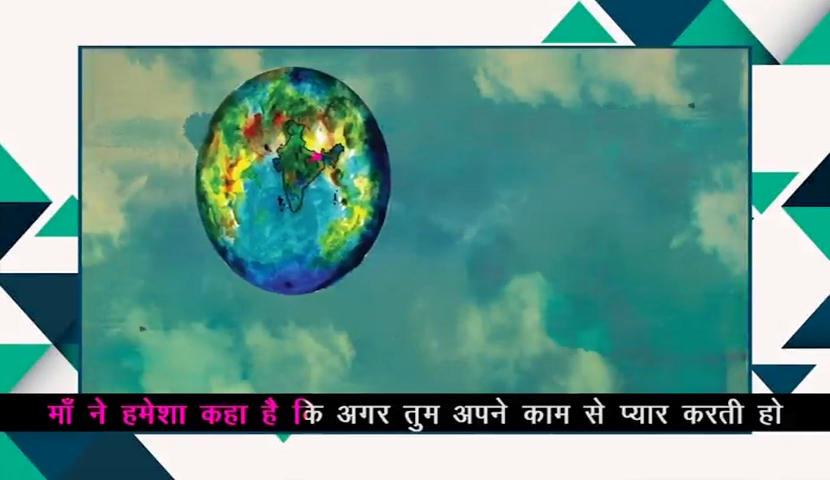 माँ ने हमेशा कहा है कि अगर तुम अपने काम से प्यार करती हो